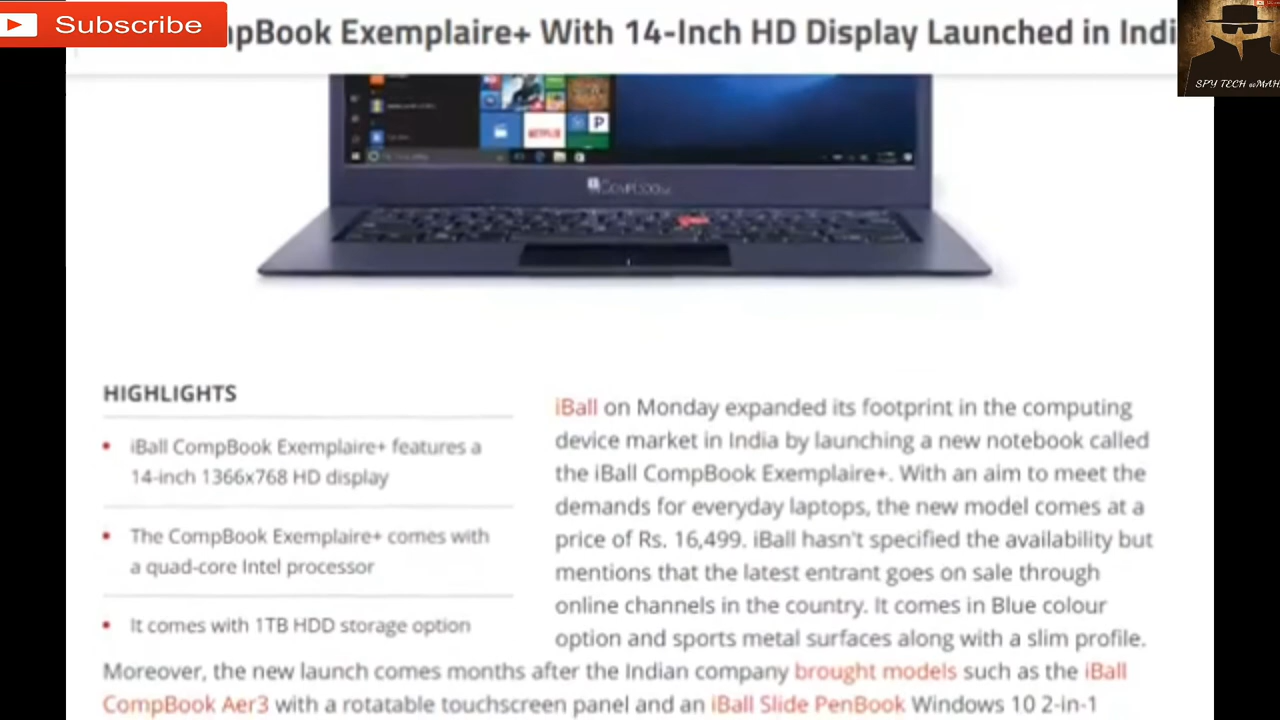 Subscribe
mpBook Exemplaire+ With 14-Inch HD Display Launched in Indi
SPY TECH
NETFLIX
HIGHLIGHTS
iBall CompBook Exemplaire+ features a
14-inch 1366x768 HD display
The CompBook Exemplaire+ comes with
a quad-core Intel processor
It comes with 1TB HDD storage option
iBall on Monday expanded its footprint in the computing
device market in India by launching a new notebook called
the iBall CompBook Exemplaire+. With an aim to meet the
demands for everyday laptops, the new model comes at a
price of Rs. 16,499. iBall hasn't specified the availability but
mentions that the latest entrant goes on sale through
online channels in the country. It comes in Blue colour
option and sports metal surfaces along with a slim profile.
Moreover, the new launch comes months after the Indian company brought models such as the iBall
CompBook Aer3 with a rotatable touchscreen panel and an iBall Slide PenBook Windows 10 2-in-1